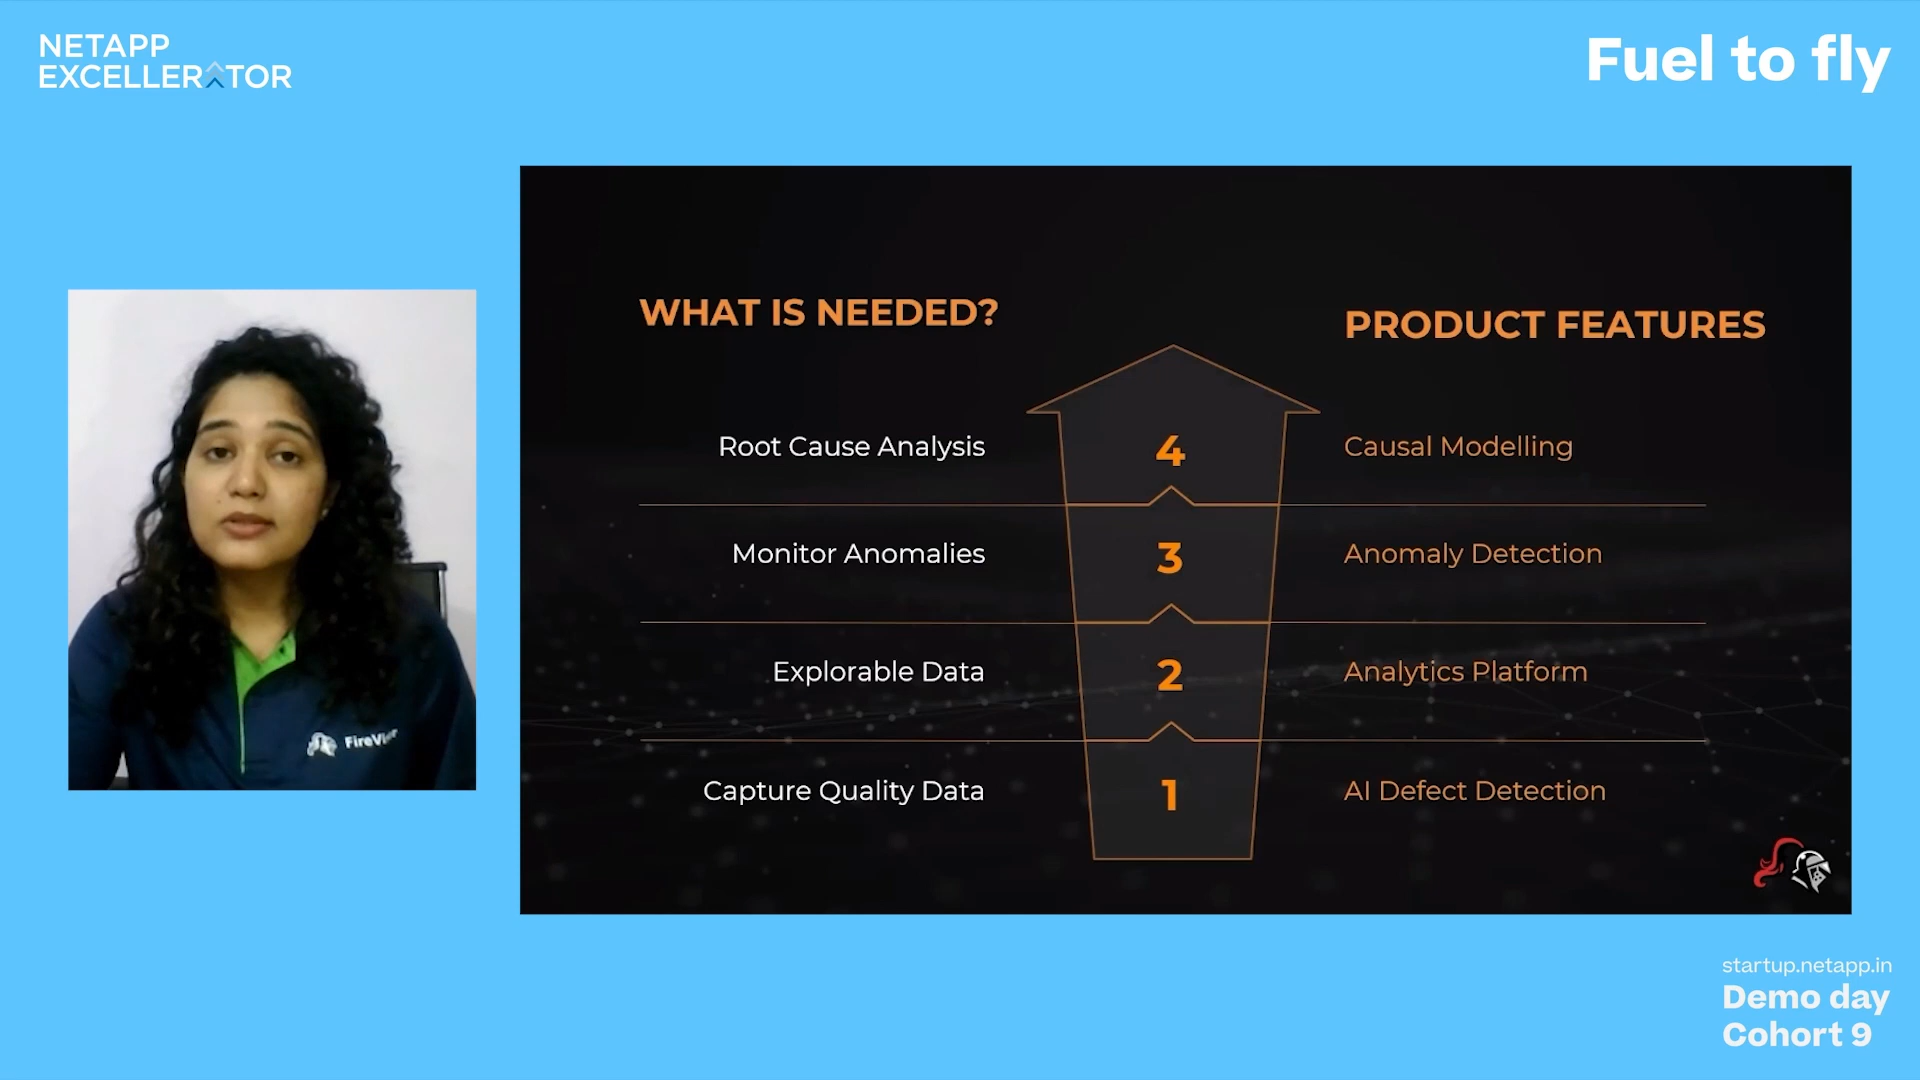 NETAPP
EXCELLERATOR
Fuel to fly
WHAT IS NEEDED?
PRODUCT FEATURES
Root Cause Analysis
4
Causal Modelling
Monitor Anomalies
3
Anomaly Detection
Explorable Data
2
Analytics Platform
Capture Quality Data
1
AI Defect Detection
startup.netapp.in
Demo day
Cohort 9